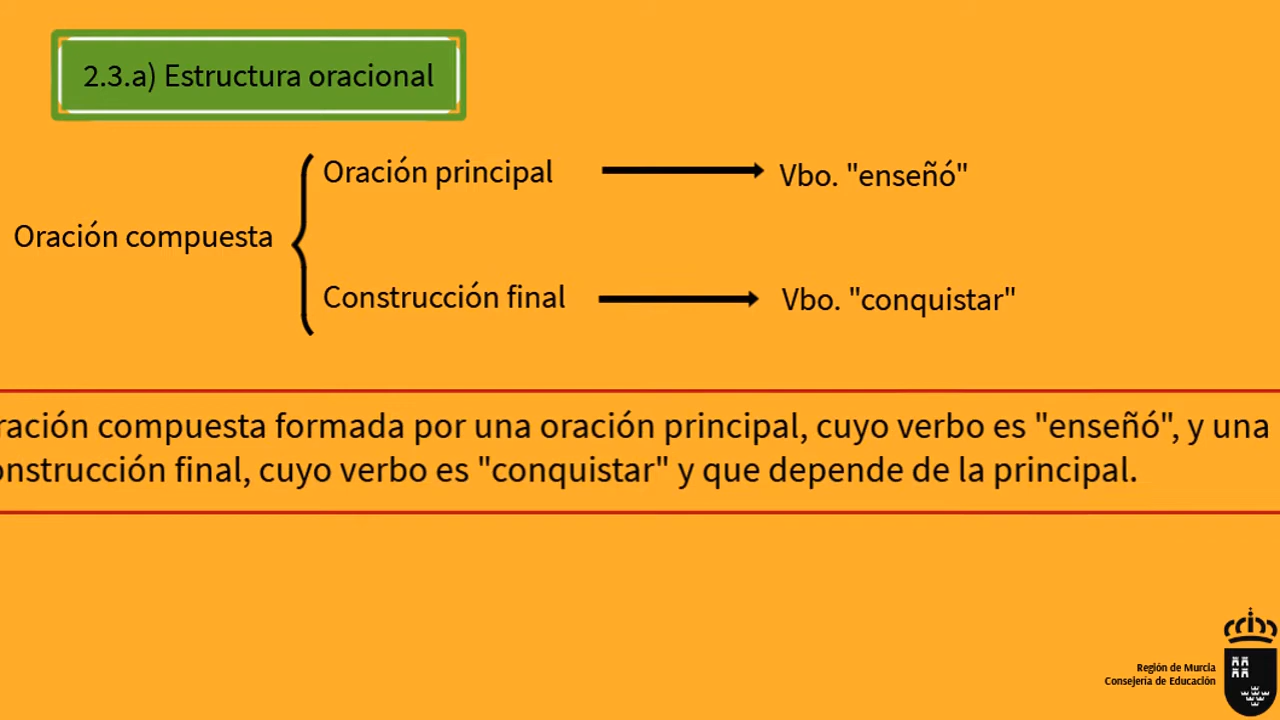 2.3.a) Estructura oracional
Oración principal
Vbo. "enseñó"
Oración compuesta
Construcción final
Vbo. "conquistar"
ración compuesta formada por una oración principal, cuyo verbo es "enseñó", y una
onstrucción final, cuyo verbo es "conquistar" y que depende de la principal.
Región de Murcia
Consejería de Educación